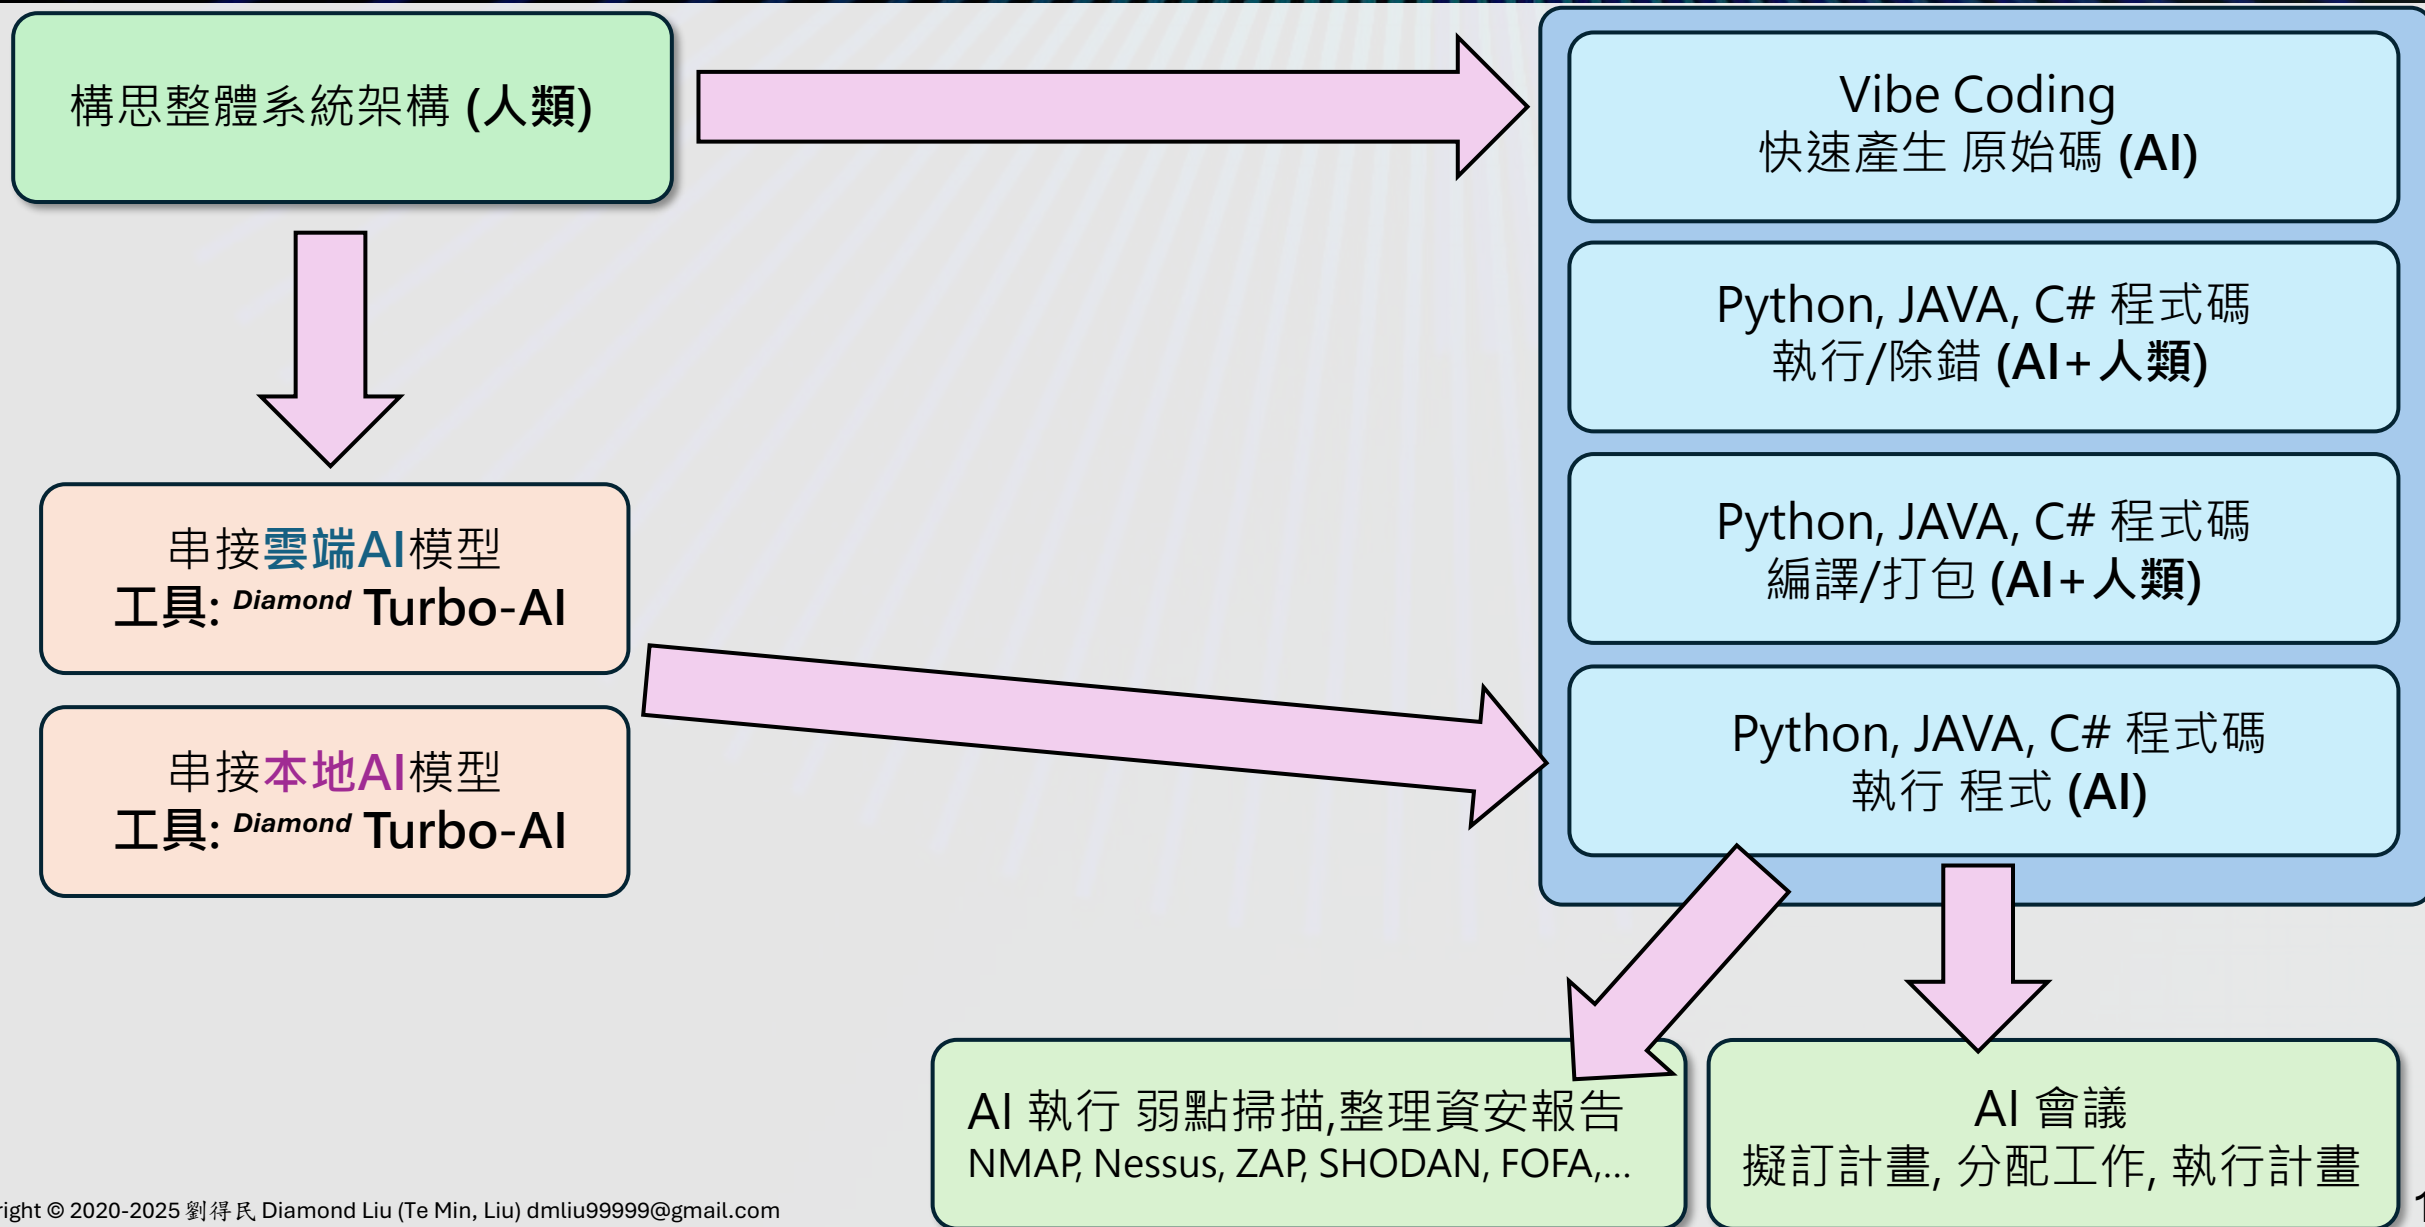 構思整體系統架構 (人類)
Vibe Coding
快速產生 原始碼 (AI)
Python, JAVA, C# 程式碼
執行/除錯 (AI+人類)
Python, JAVA, C# 程式碼
編譯/打包 (AI+人類)
Python, JAVA, C# 程式碼
執行 程式 (AI)
串接雲端AI模型
工具: Diamond Turbo-AI
串接本地AI模型
工具: Diamond Turbo-AI
AI 執行 弱點掃描,整理資安報告
NMAP, Nessus, ZAP, SHODAN, FOFA,...
AI 會議
擬訂計畫, 分配工作, 執行計畫
right © 2020-2025 劉得民 Diamond Liu (Te Min, Liu) dmliu99999@gmail.com